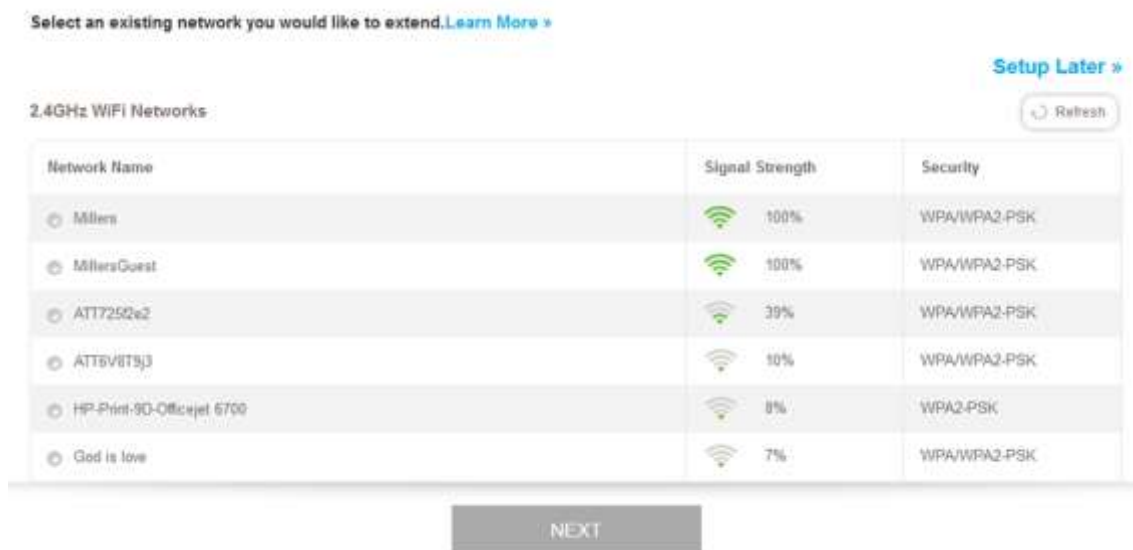 Select an existing network you would like to extend.Learn More »
Setup Later »
2.4GHz WiFi Networks
Refresh
Network Name Signal Strength Security
Millers 100% WPA/WPA2-PSK
MillersGuest 100% WPA/WPA2-PSK
39% WPA/WPA2-PSK
ATT6V8T9j3 10% WPA/WPA2-PSK
HP-Print-9D-Officejet 6700 8% WPA2-PSK
God is love 7% WPA/WPA2-PSK
NEXT